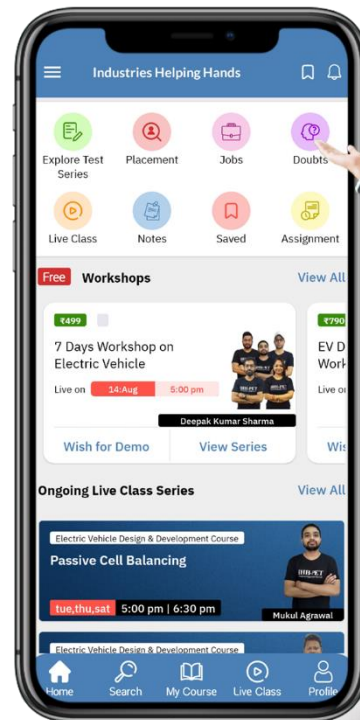 Industries Helping Hands
Explore Test
Series
Placement
Jobs
Doubts
Live Class
Notes
Saved
Assignment
Free Workshops View All
₹499
7 Days Workshop on
Electric Vehicle
Live on 14:Aug 5:00 pm
Deepak Kumar Sharma
Wish for Demo View Series
₹790
EV D
Work
Live on
Wis
Ongoing Live Class Series View All
Electric Vehicle Design & Development Course
Passive Cell Balancing
tue,thu,sat 5:00 pm | 6:30 pm
Mukul Agrawal
Electric Vehicle Design & Development Course
Home
Search
My Course
Live Class
Profile